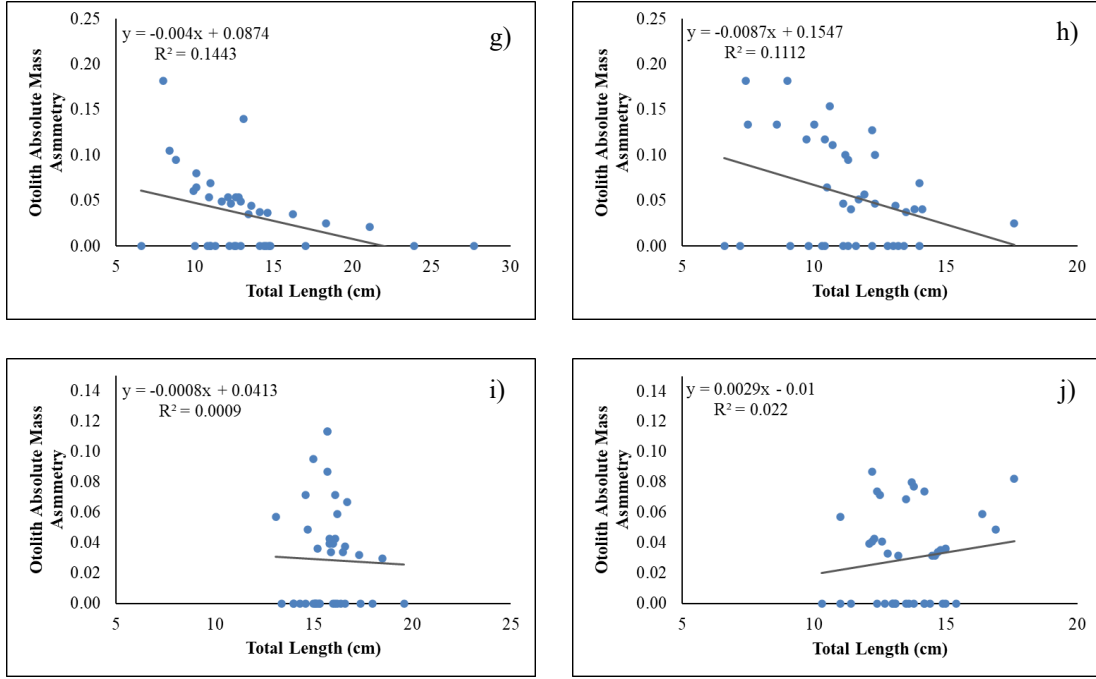 y = -0.004x + 0.0874
R² = 0.1443
g)
Otolith Absolute Mass
Asmmetry
0.25
0.20
0.15
0.10
0.05
0.00
5 10 15 20 25 30
Total Length (cm)
y = -0.0087x + 0.1547
R² = 0.1112
h)
Otolith Absolute Mass
Asmmetry
0.25
0.20
0.15
0.10
0.05
0.00
5 10 15 20
Total Length (cm)
y = -0.0008x + 0.0413
R² = 0.0009
i)
Otolith Absolute Mass
Asmmetry
0.14
0.12
0.10
0.08
0.06
0.04
0.02
0.00
5 10 15 20 25
Total Length (cm)
y = 0.0029x - 0.01
R² = 0.022
j)
Otolith Absolute Mass
Asmmetry
0.14
0.12
0.10
0.08
0.06
0.04
0.02
0.00
5 10 15 20
Total Length (cm)